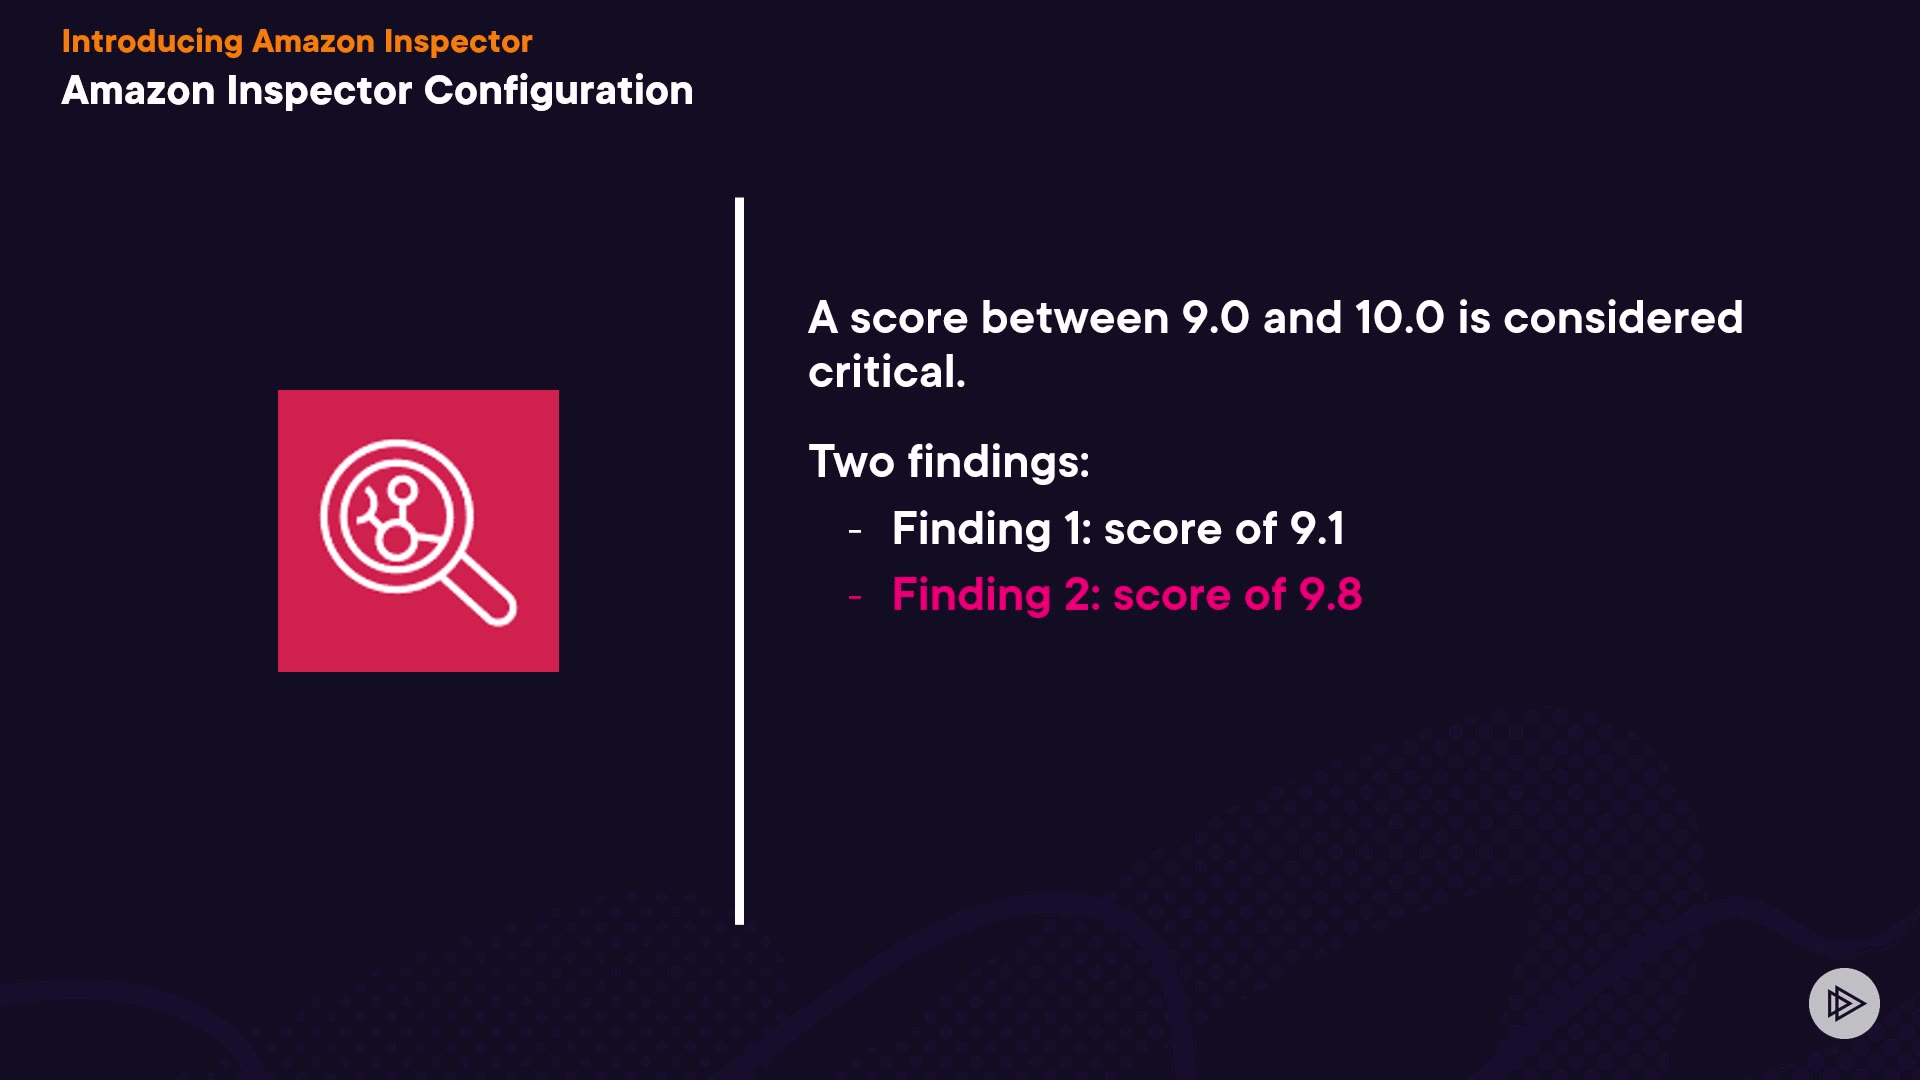 Introducing Amazon Inspector
Amazon Inspector Configuration
A score between 9.0 and 10.0 is considered
critical.
Two findings:
- Finding 1: score of 9.1
- Finding 2: score of 9.8